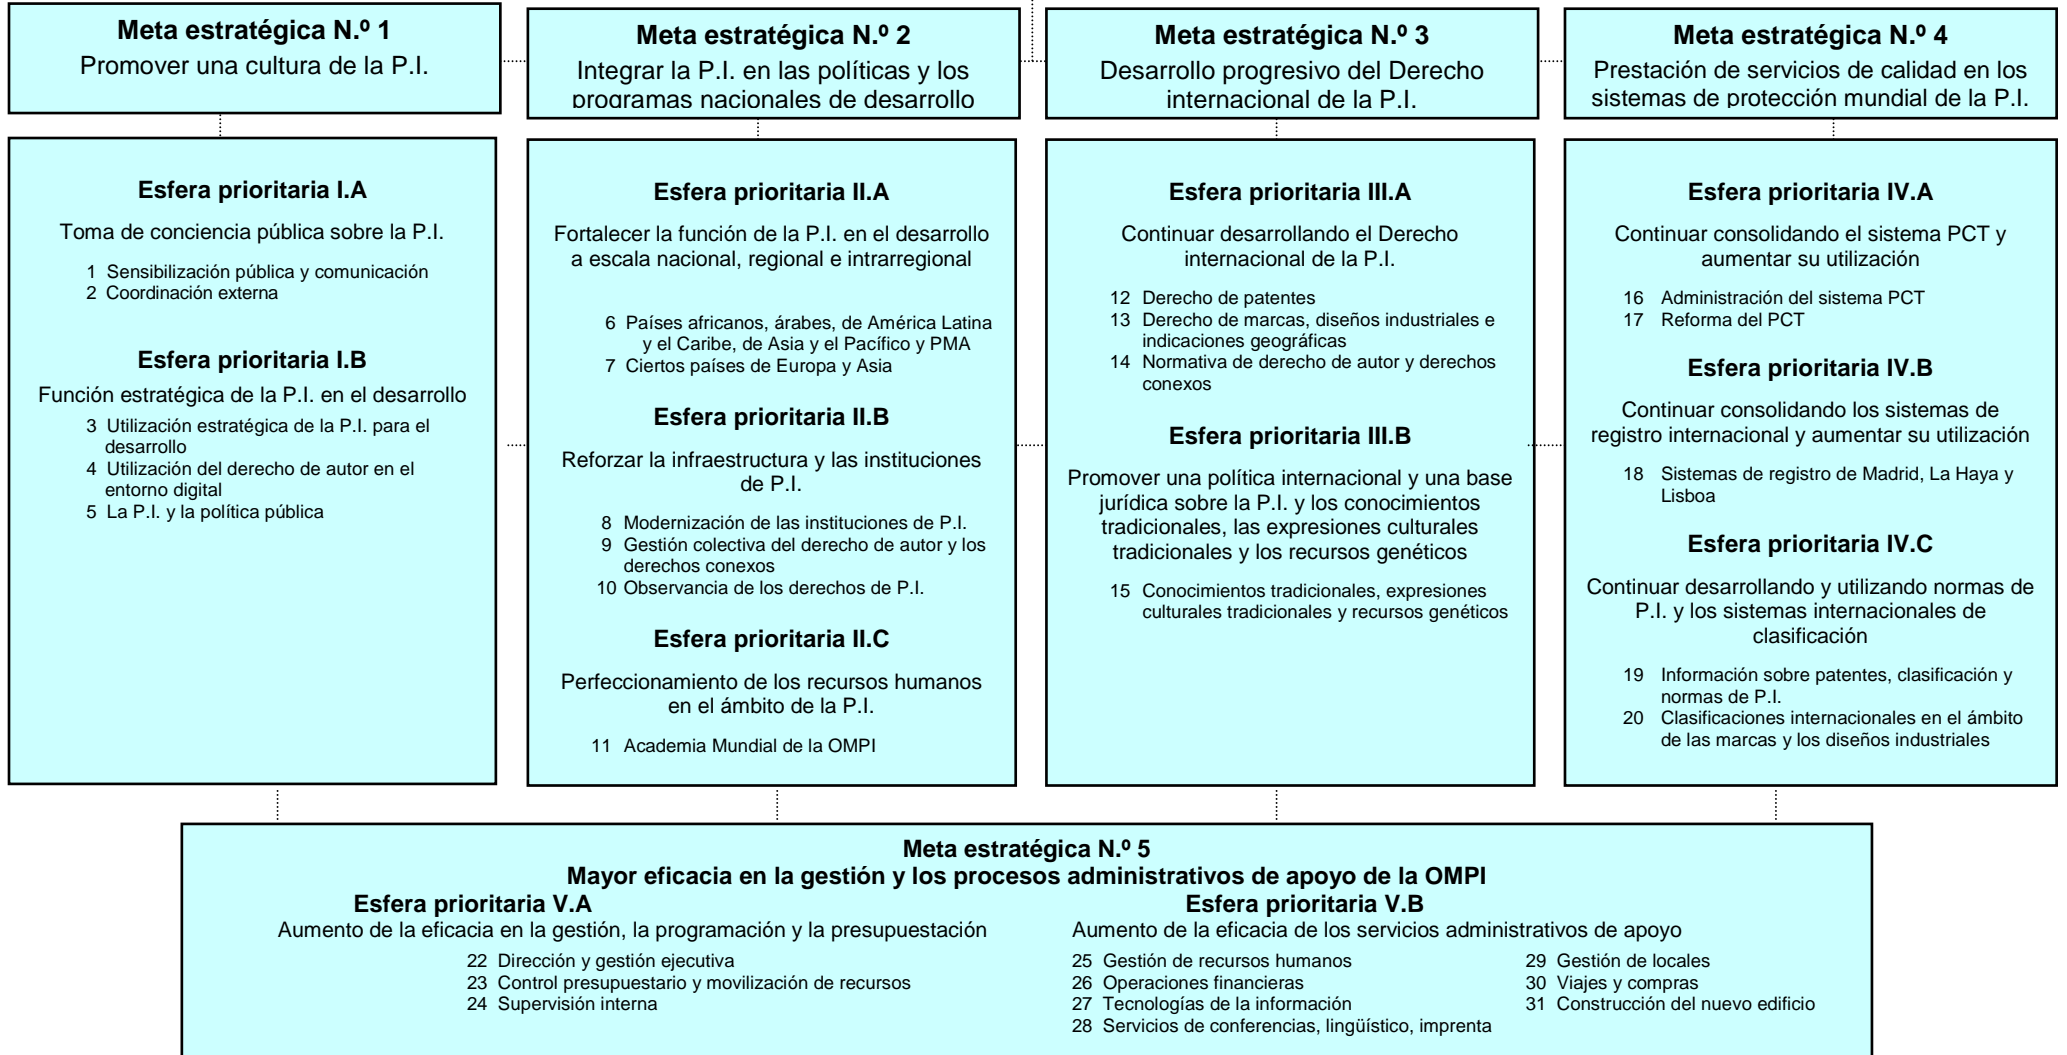 Meta estratégica N.º 1
Promover una cultura de la P.I.
Meta estratégica N.º 2
Integrar la P.I. en las políticas y los
programas nacionales de desarrollo
Meta estratégica N.º 3
Desarrollo progresivo del Derecho
internacional de la P.I.
Meta estratégica N.º 4
Prestación de servicios de calidad en los
sistemas de protección mundial de la P.I.
Esfera prioritaria I.A
Toma de conciencia pública sobre la P.I.
1 Sensibilización pública y comunicación
2 Coordinación externa
Esfera prioritaria I.B
Función estratégica de la P.I. en el desarrollo
3 Utilización estratégica de la P.I. para el
desarrollo
4 Utilización del derecho de autor en el
entorno digital
5 La P.I. y la política pública
Esfera prioritaria II.A
Fortalecer la función de la P.I. en el desarrollo
a escala nacional, regional e intrarregional
6 Países africanos, árabes, de América Latina
y el Caribe, de Asia y el Pacífico y PMA
7 Ciertos países de Europa y Asia
Esfera prioritaria II.B
Reforzar la infraestructura y las instituciones
de P.I.
8 Modernización de las instituciones de P.I.
9 Gestión colectiva del derecho de autor y los
derechos conexos
10 Observancia de los derechos de P.I.
Esfera prioritaria II.C
Perfeccionamiento de los recursos humanos
en el ámbito de la P.I.
11 Academia Mundial de la OMPI
Esfera prioritaria III.A
Continuar desarrollando el Derecho
internacional de la P.I.
12 Derecho de patentes
13 Derecho de marcas, diseños industriales e
indicaciones geográficas
14 Normativa de derecho de autor y derechos
conexos
Esfera prioritaria III.B
Promover una política internacional y una base
jurídica sobre la P.I. y los conocimientos
tradicionales, las expresiones culturales
tradicionales y los recursos genéticos
15 Conocimientos tradicionales, expresiones
culturales tradicionales y recursos genéticos
Esfera prioritaria IV.A
Continuar consolidando el sistema PCT y
aumentar su utilización
16 Administración del sistema PCT
17 Reforma del PCT
Esfera prioritaria IV.B
Continuar consolidando los sistemas de
registro internacional y aumentar su utilización
18 Sistemas de registro de Madrid, La Haya y
Lisboa
Esfera prioritaria IV.C
Continuar desarrollando y utilizando normas de
P.I. y los sistemas internacionales de
clasificación
19 Información sobre patentes, clasificación y
normas de P.I.
20 Clasificaciones internacionales en el ámbito
de las marcas y los diseños industriales
Meta estratégica N.º 5
Mayor eficacia en la gestión y los procesos administrativos de apoyo de la OMPI
Esfera prioritaria V.A
Aumento de la eficacia en la gestión, la programación y la presupuestación
22 Dirección y gestión ejecutiva
23 Control presupuestario y movilización de recursos
24 Supervisión interna
Esfera prioritaria V.B
Aumento de la eficacia de los servicios administrativos de apoyo
25 Gestión de recursos humanos
26 Operaciones financieras
27 Tecnologías de la información
28 Servicios de conferencias, lingüístico, imprenta
29 Gestión de locales
30 Viajes y compras
31 Construcción del nuevo edificio